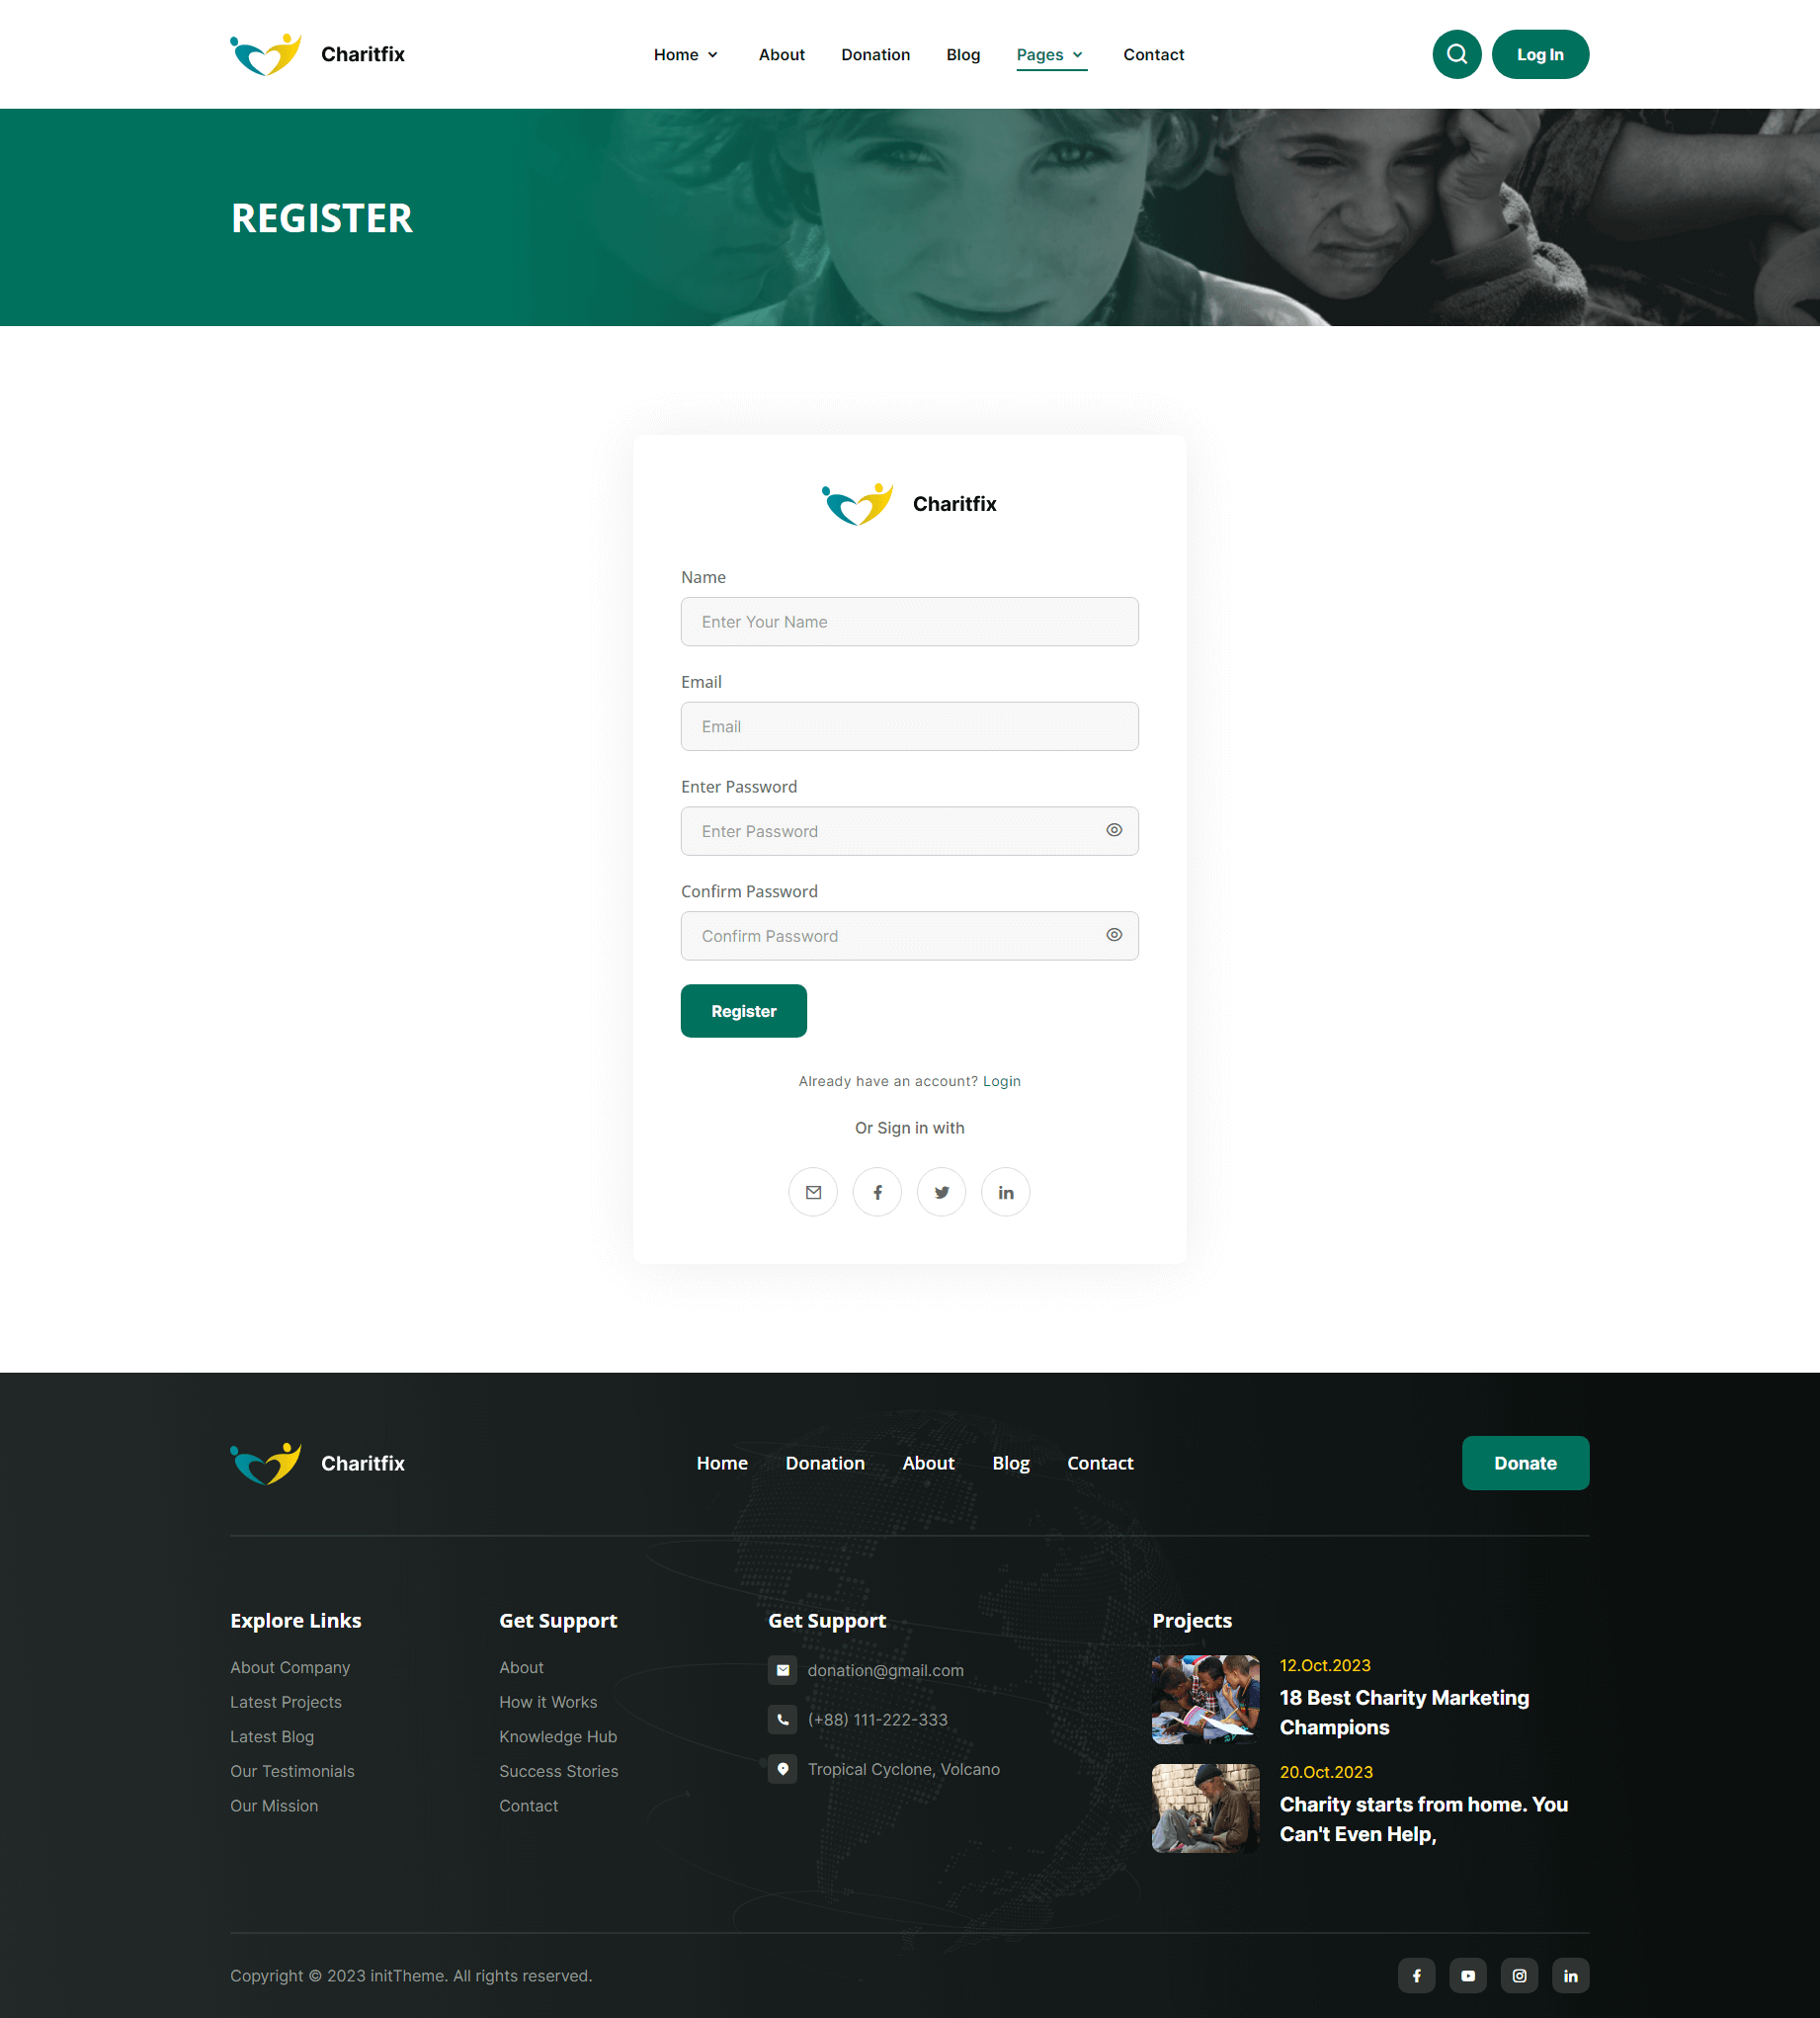 Charitfix
Home
About
Donation
Blog
Pages
Contact
Log In
REGISTER
Charitfix
Name
Enter Your Name
Email
Email
Enter Password
Enter Password
Confirm Password
Confirm Password
Register
Already have an account? Login
Or Sign in with
Charitfix
Home
Donation
About
Blog
Contact
Donate
Explore Links
About Company
Latest Projects
Latest Blog
Our Testimonials
Our Mission
Get Support
About
How it Works
Knowledge Hub
Success Stories
Contact
Get Support
donation@gmail.com
(+88) 111-222-333
Tropical Cyclone, Volcano
Projects
12.Oct.2023
18 Best Charity Marketing
Champions
20.Oct.2023
Charity starts from home. You
Can't Even Help,
Copyright © 2023 initTheme. All rights reserved.